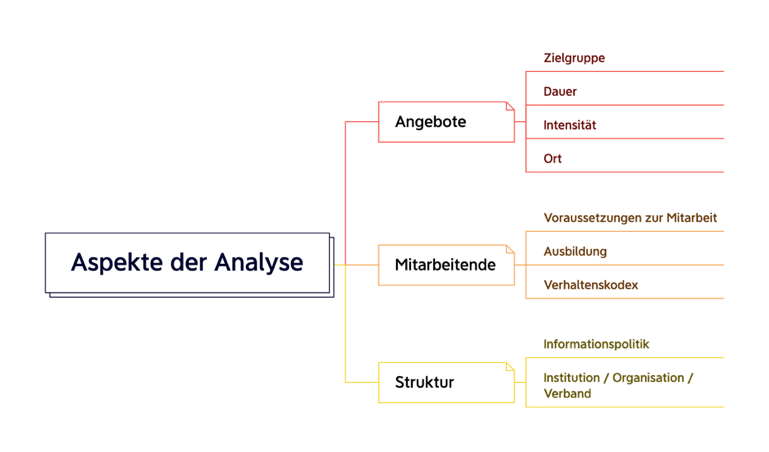 Aspekte der Analyse
Angebote
Zielgruppe
Dauer
Intensität
Ort
Mitarbeitende
Voraussetzungen zur Mitarbeit
Ausbildung
Verhaltenskodex
Struktur
Informationspolitik
Institution / Organisation /
Verband